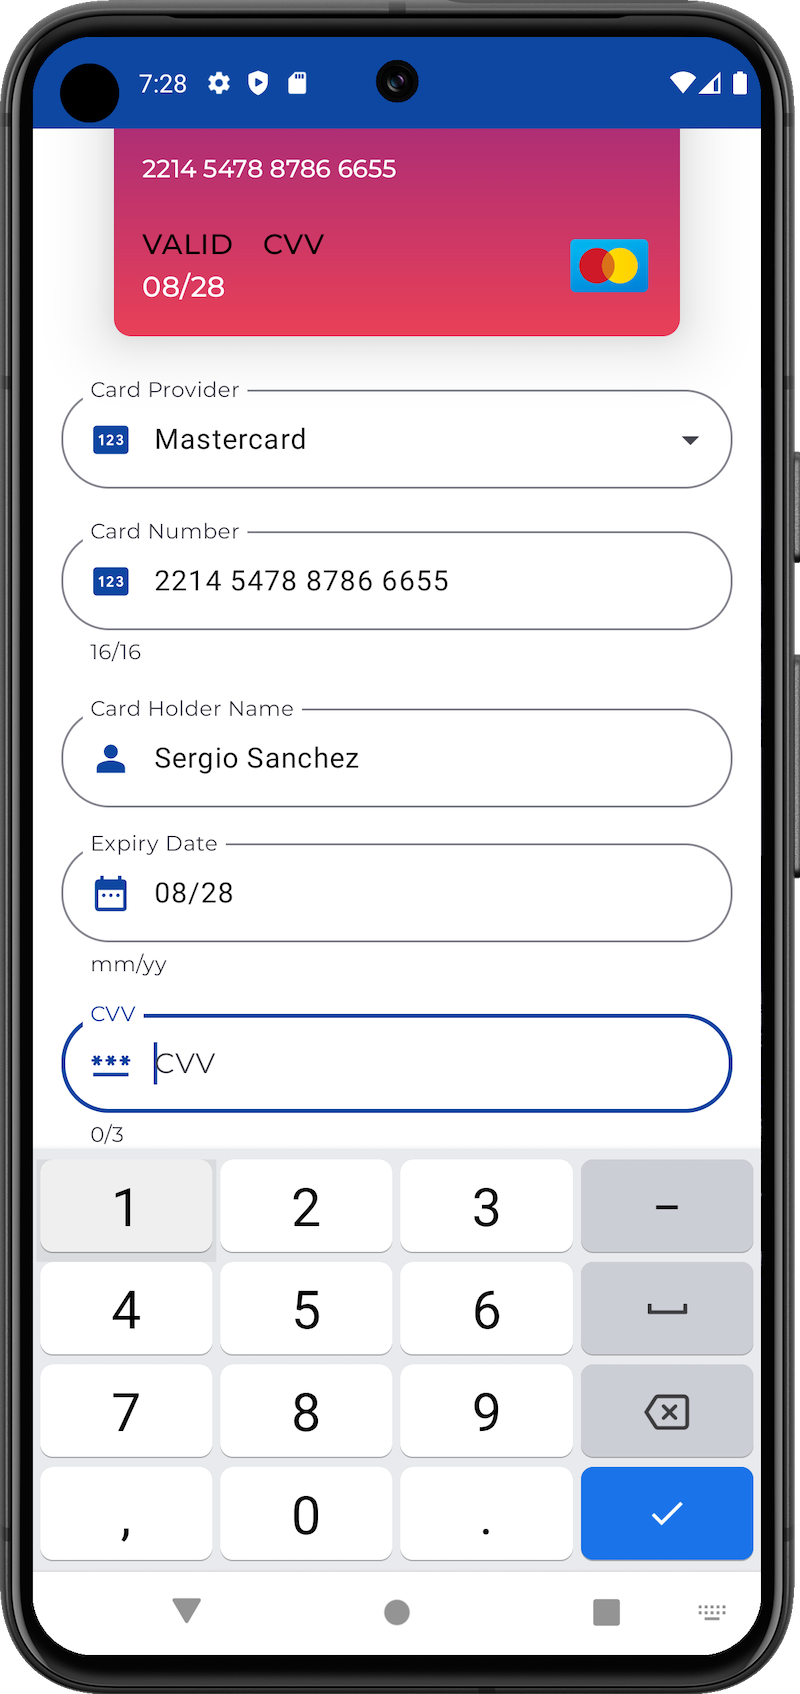 7:28
2214 5478 8786 6655
VALID CVV
08/28
Card Provider
123 Mastercard
Card Number
123 2214 5478 8786 6655
16/16
Card Holder Name
Sergio Sanchez
Expiry Date
08/28
mm/yy
CVV
*** CVV
0/3
1 2 3 –
4 5 6
7 8 9
, 0 .